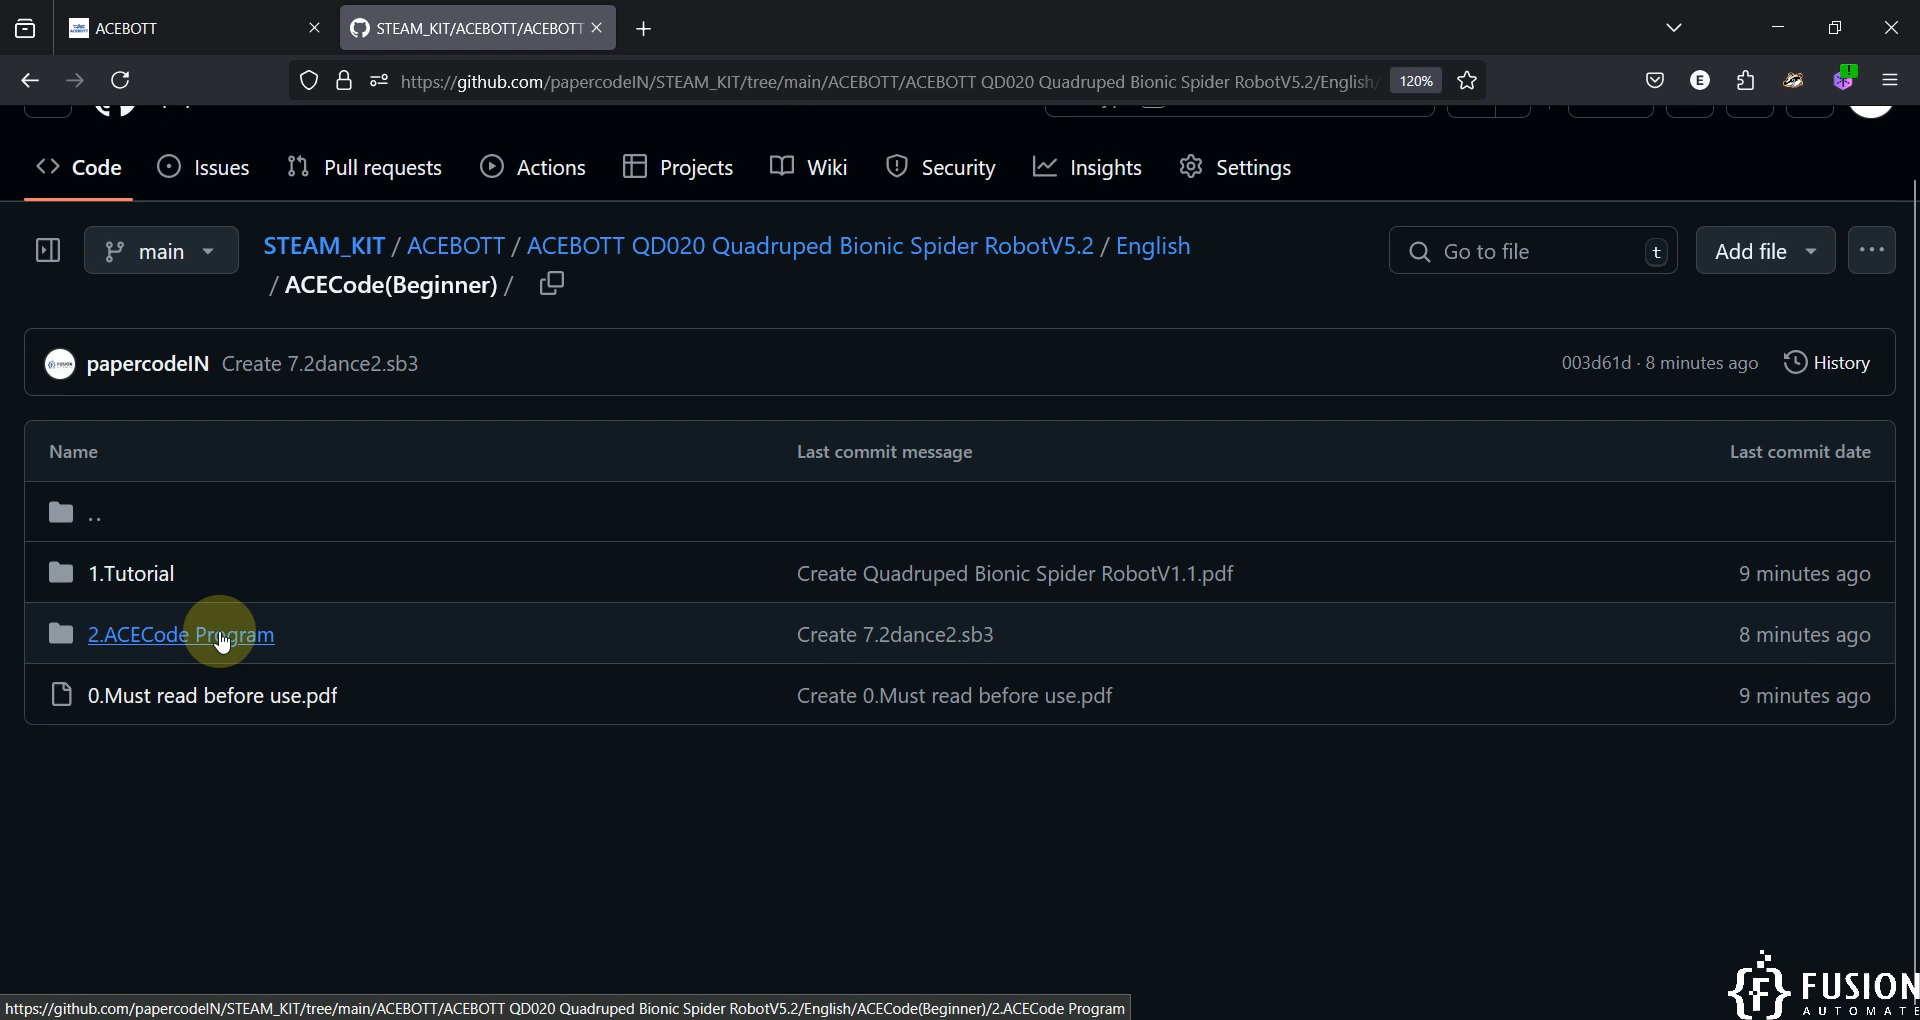 ACEBOTT
STEAM_KIT/ACEBOTT/ACEBOTT
https://github.com/papercodeIN/STEAM_KIT/tree/main/ACEBOTT/ACEBOTT QD020 Quadruped Bionic Spider RobotV5.2/English/
120%
E
Code
Issues
Pull requests
Actions
Projects
Wiki
Security
Insights
Settings
main
STEAM_KIT / ACEBOTT / ACEBOTT QD020 Quadruped Bionic Spider RobotV5.2 / English
/ ACECode(Beginner) /
Go to file
t
Add file
papercodeIN Create 7.2dance2.sb3
003d61d · 8 minutes ago
History
Name
Last commit message
Last commit date
..
1.Tutorial
Create Quadruped Bionic Spider RobotV1.1.pdf
9 minutes ago
2.ACECode Program
Create 7.2dance2.sb3
8 minutes ago
0.Must read before use.pdf
Create 0.Must read before use.pdf
9 minutes ago
https://github.com/papercodeIN/STEAM_KIT/tree/main/ACEBOTT/ACEBOTT QD020 Quadruped Bionic Spider RobotV5.2/English/ACECode(Beginner)/2.ACECode Program
FUSION
AUTOMATE